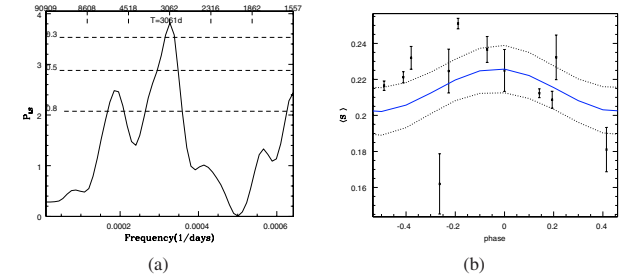 90909 8608 4518 3062 2316 1862 1557
T=3061d
0.3
0.5
0.8
4
3
2
1
0
P_LS
0.0002 0.0004 0.0006
Frequency(1/days)
(a)
0.24
0.22
0.2
0.18
0.16
⟨S⟩
-0.4 -0.2 0 0.2 0.4
phase
(b)